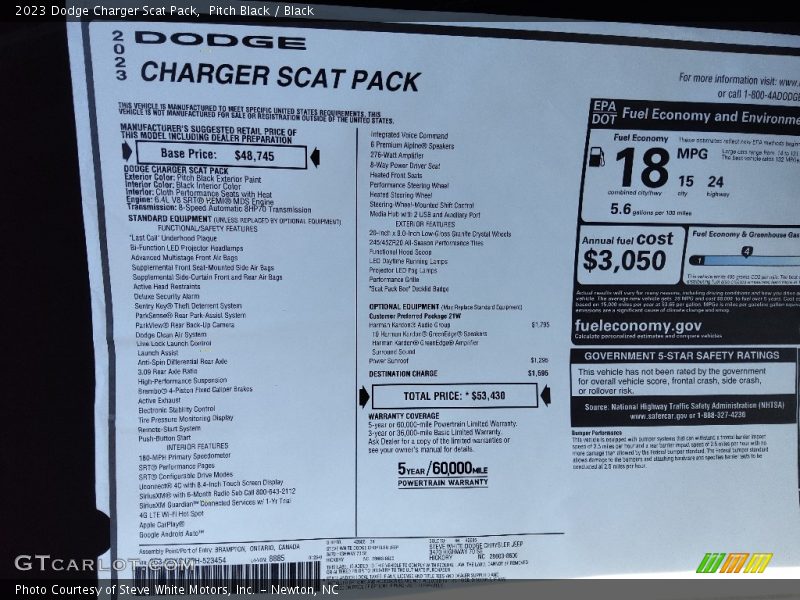 2023 Dodge Charger Scat Pack, Pitch Black / Black
2023 DODGE
CHARGER SCAT PACK
THIS VEHICLE IS MANUFACTURED TO MEET SPECIFIC UNITED STATES REQUIREMENTS. THIS
VEHICLE IS NOT MANUFACTURED FOR SALE OR REGISTRATION OUTSIDE OF THE UNITED STATES.
MANUFACTURER'S SUGGESTED RETAIL PRICE OF
THIS MODEL INCLUDING DEALER PREPARATION
Base Price: $48,745
DODGE CHARGER SCAT PACK
Exterior Color: Pitch Black Exterior Paint
Interior Color: Black Interior Color
Interior: Cloth Performance Seats with Heat
Engine: 6.4L V8 SRT® HEMI® MDS Engine
Transmission: 8-Speed Automatic 8HP70 Transmission
STANDARD EQUIPMENT (UNLESS REPLACED BY OPTIONAL EQUIPMENT)
FUNCTIONAL/SAFETY FEATURES
"Last Call" Underhood Plaque
Bi-Function LED Projector Headlamps
Advanced Multistage Front Air Bags
Supplemental Front Seat-Mounted Side Air Bags
Supplemental Side-Curtain Front and Rear Air Bags
Active Head Restraints
Deluxe Security Alarm
Sentry Key® Theft Deterrent System
ParkSense® Rear Park-Assist System
ParkView® Rear Back-Up Camera
Dodge Clean Air System
Live Lock Launch Control
Launch Assist
Anti-Spin Differential Rear Axle
3.09 Rear Axle Ratio
High-Performance Suspension
Brembo® 4-Piston Fixed Caliper Brakes
Active Exhaust
Electronic Stability Control
Tire Pressure Monitoring Display
Remote-Start System
Push-Button Start
INTERIOR FEATURES
180-MPH Primary Speedometer
SRT® Performance Pages
SRT® Configurable Drive Modes
Uconnect® 4C with 8.4-Inch Touch Screen Display
SiriusXM® with 6-Month Radio Sub Call 800-643-2112
SiriusXM Guardian™ Connected Services w/ 1-Yr Trial
4G LTE Wi-Fi Hot Spot
Apple CarPlay®
Google Android Auto™
Assembly Point/Port of Entry: BRAMPTON, ONTARIO, CANADA
Integrated Voice Command
6 Premium Alpine® Speakers
276-Watt Amplifier
8-Way Power Driver Seat
Heated Front Seats
Performance Steering Wheel
Heated Steering Wheel
Steering-Wheel-Mounted Shift Control
Media Hub with 2 USB and Auxiliary Port
EXTERIOR FEATURES
20-Inch x 9.0-Inch Low-Gloss Granite Crystal Wheels
245/45ZR20 All-Season Performance Tires
Functional Hood Scoop
LED Daytime Running Lamps
Projector LED Fog Lamps
Performance Grille
"Scat Pack Bee" Decklid Badge
OPTIONAL EQUIPMENT (May Replace Standard Equipment)
Customer Preferred Package 21W
Harman Kardon® Audio Group $1,795
19 Harman Kardon® GreenEdge® Speakers
Harman Kardon® GreenEdge® Amplifier
Surround Sound
Power Sunroof $1,295
DESTINATION CHARGE $1,595
TOTAL PRICE: * $53,430
WARRANTY COVERAGE
5-year or 60,000-mile Powertrain Limited Warranty.
3-year or 36,000-mile Basic Limited Warranty.
Ask Dealer for a copy of the limited warranties or
see your owner's manual for details.
5 YEAR/60000 MILE
POWERTRAIN WARRANTY
STEVE WHITE DODGE CHRYSLER JEEP
For more information visit: www.
or call 1-800-4ADODGE
EPA
DOT
Fuel Economy and Environme
Fuel Economy
18 MPG
15 24
combined city/hwy city highway
5.6 gallons per 100 miles
Annual fuel cost
$3,050
Fuel Economy & Greenhouse Gas
1
4
fueleconomy.gov
Calculate personalized estimates and compare vehicles
GOVERNMENT 5-STAR SAFETY RATINGS
This vehicle has not been rated by the government
for overall vehicle score, frontal crash, side crash,
or rollover risk.
Source: National Highway Traffic Safety Administration (NHTSA)
www.safercar.gov or 1-888-327-4236
Bumper Performance
GTCarLot.com
Photo Courtesy of Steve White Motors, Inc. - Newton, NC